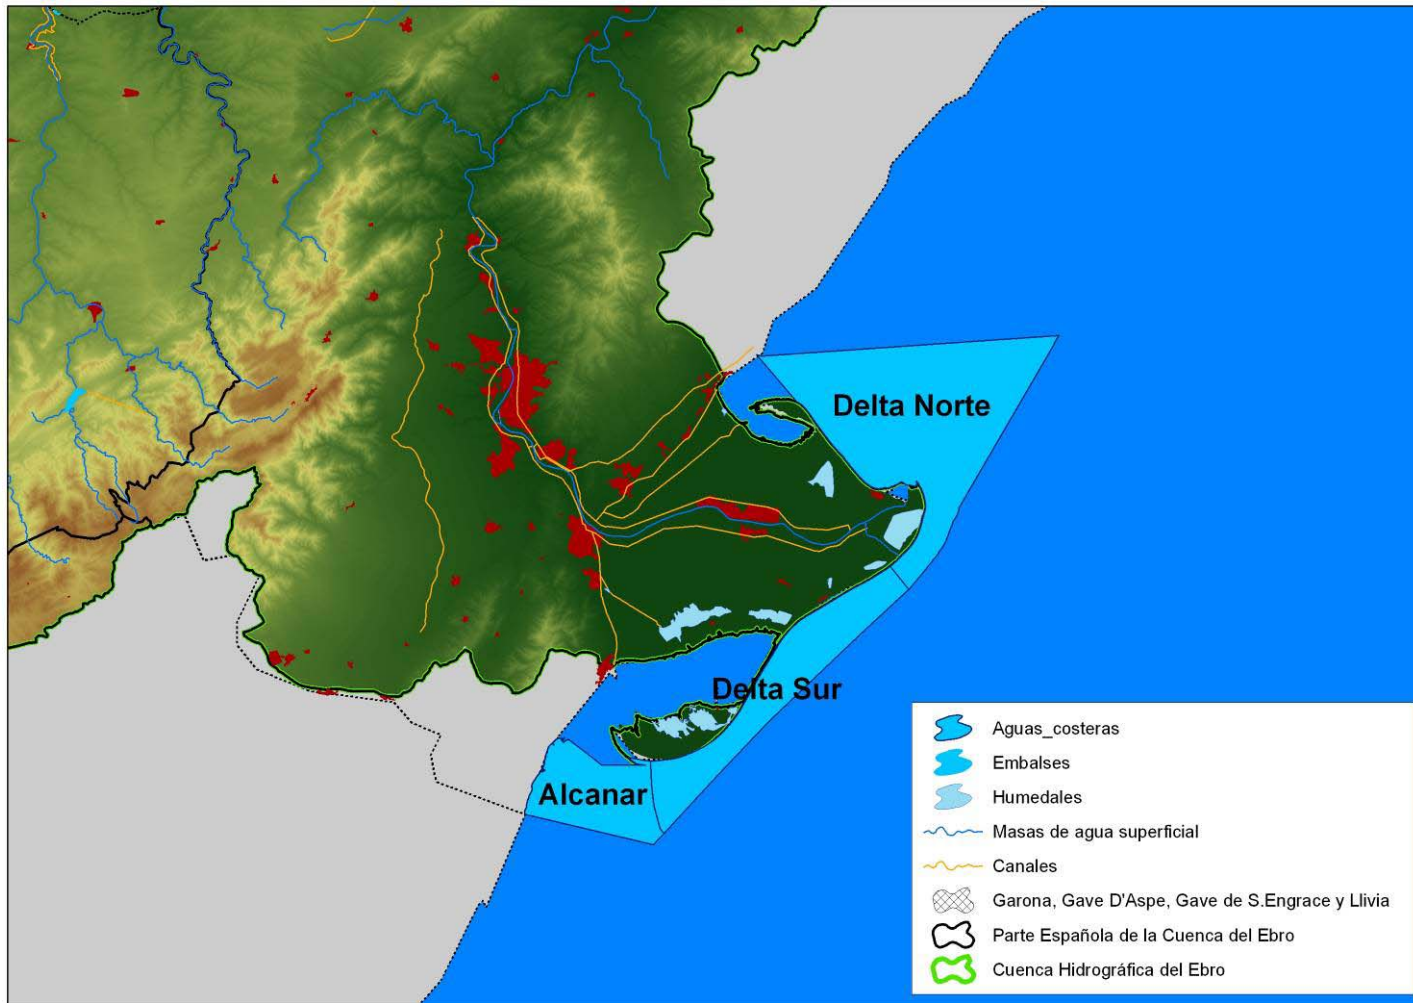 Delta Norte
Delta Sur
Alcanar
Aguas_costeras
Embalses
Humedales
Masas de agua superficial
Canales
Garona, Gave D'Aspe, Gave de S.Engrace y Llivia
Parte Española de la Cuenca del Ebro
Cuenca Hidrográfica del Ebro